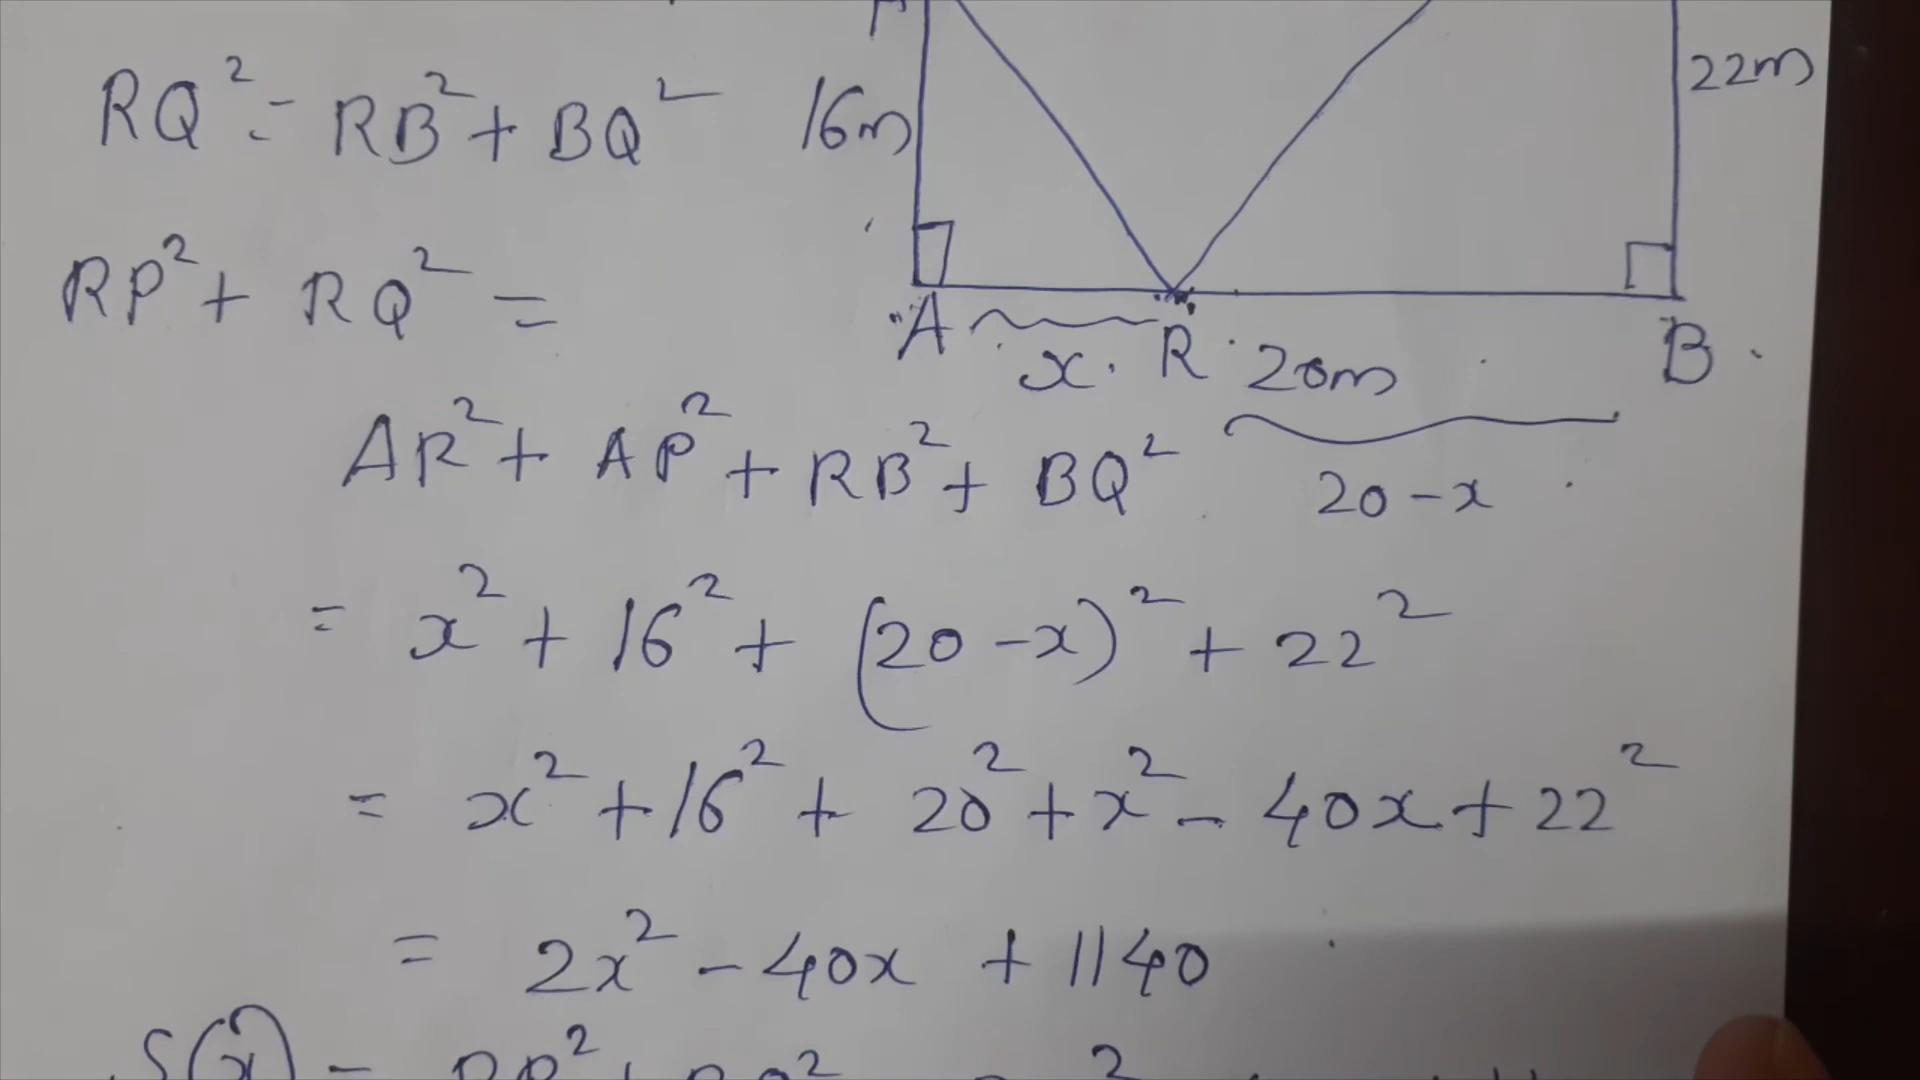 RQ² = RB² + BQ²
16m
22m
RP² + RQ² =
A x R 20m B
AR² + AP² + RB² + BQ²
20 - x
= x² + 16² + (20 - x)² + 22²
= x² + 16² + 20² + x² - 40x + 22²
= 2x² - 40x + 1140
S(x) =